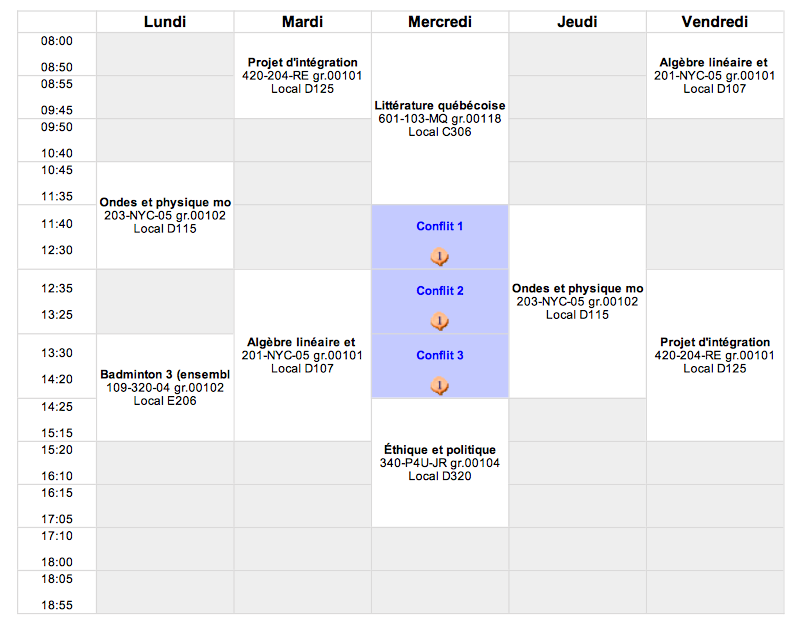 Lundi Mardi Mercredi Jeudi Vendredi
08:00
08:50
08:55
09:45
09:50
10:40
10:45
11:35
11:40
12:30
12:35
13:25
13:30
14:20
14:25
15:15
15:20
16:10
16:15
17:05
17:10
18:00
18:05
18:55
Ondes et physique mo
203-NYC-05 gr.00102
Local D115
Badminton 3 (ensembl
109-320-04 gr.00102
Local E206
Projet d'intégration
420-204-RE gr.00101
Local D125
Algèbre linéaire et
201-NYC-05 gr.00101
Local D107
Littérature québécoise
601-103-MQ gr.00118
Local C306
Conflit 1
1
Conflit 2
1
Conflit 3
1
Éthique et politique
340-P4U-JR gr.00104
Local D320
Ondes et physique mo
203-NYC-05 gr.00102
Local D115
Algèbre linéaire et
201-NYC-05 gr.00101
Local D107
Projet d'intégration
420-204-RE gr.00101
Local D125